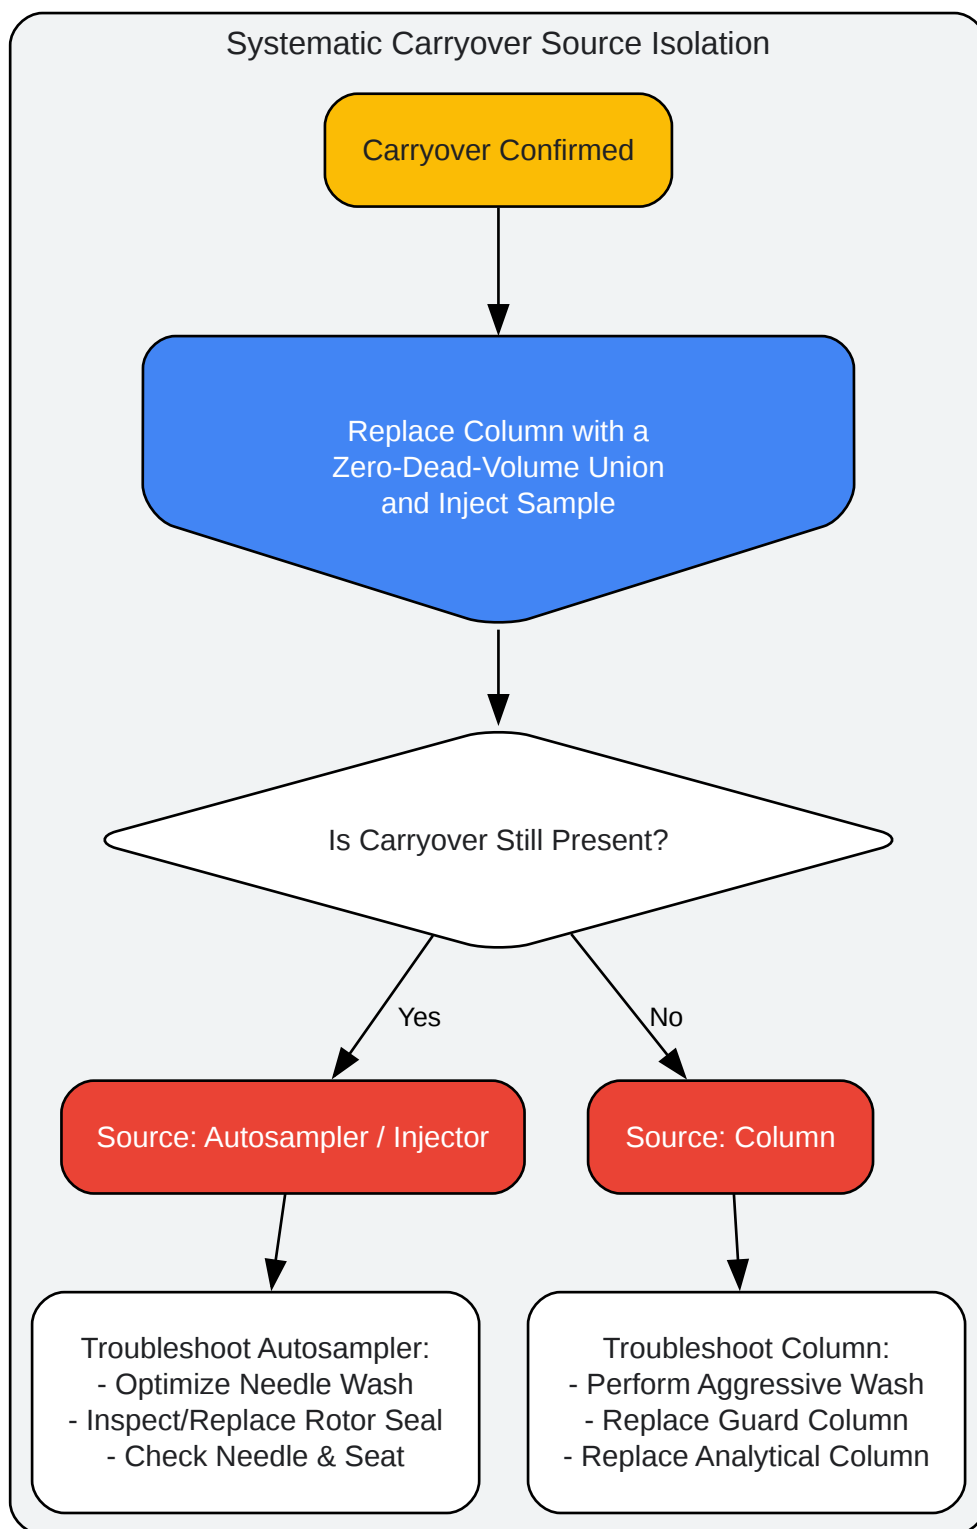 Systematic Carryover Source Isolation
Carryover Confirmed
Replace Column with a
Zero-Dead-Volume Union
and Inject Sample
Is Carryover Still Present?
Yes
No
Source: Autosampler / Injector
Source: Column
Troubleshoot Autosampler:
- Optimize Needle Wash
- Inspect/Replace Rotor Seal
- Check Needle & Seat
Troubleshoot Column:
- Perform Aggressive Wash
- Replace Guard Column
- Replace Analytical Column